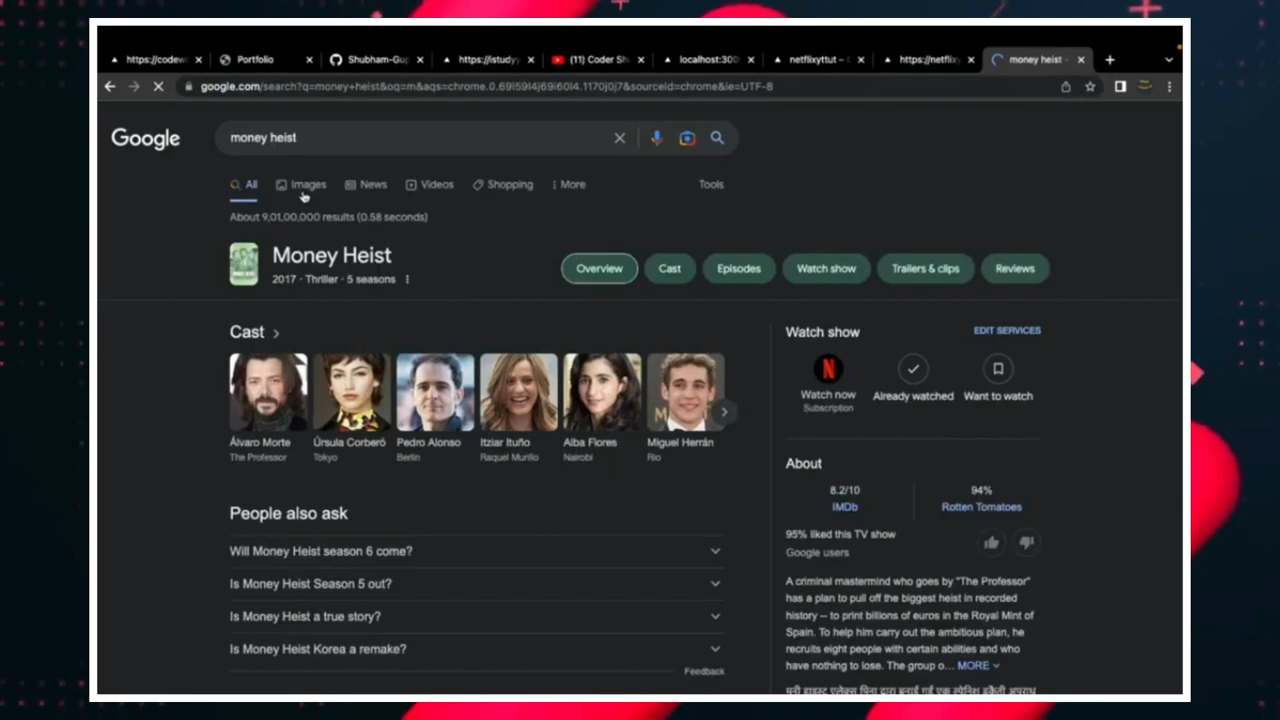 https://codew
Portfolio
Shubham-Gup
https://istudyy
(11) Coder Sh
localhost:300
netflixyttut – 
https://netflix
money heist -
google.com/search?q=money+heist&oq=m&aqs=chrome.0.69i59l4j69i60l4.1170j0j7&sourceid=chrome&ie=UTF-8
Google
money heist
All
Images
News
Videos
Shopping
More
Tools
About 9,01,00,000 results (0.58 seconds)
Money Heist
2017 · Thriller · 5 seasons
Overview
Cast
Episodes
Watch show
Trailers & clips
Reviews
Cast
Álvaro Morte
The Professor
Úrsula Corberó
Tokyo
Pedro Alonso
Berlin
Itziar Ituño
Raquel Murillo
Alba Flores
Nairobi
Miguel Herrán
Rio
People also ask
Will Money Heist season 6 come?
Is Money Heist Season 5 out?
Is Money Heist a true story?
Is Money Heist Korea a remake?
Feedback
Watch show
EDIT SERVICES
Watch now
Subscription
Already watched
Want to watch
About
8.2/10
IMDb
94%
Rotten Tomatoes
95% liked this TV show
Google users
A criminal mastermind who goes by "The Professor"
has a plan to pull off the biggest heist in recorded
history -- to print billions of euros in the Royal Mint of
Spain. To help him carry out the ambitious plan, he
recruits eight people with certain abilities and who
have nothing to lose. The group o... MORE
मनी हाइस्ट एलेक्स पिना द्वारा बनाई गई एक स्पेनिश डकैती अपराध